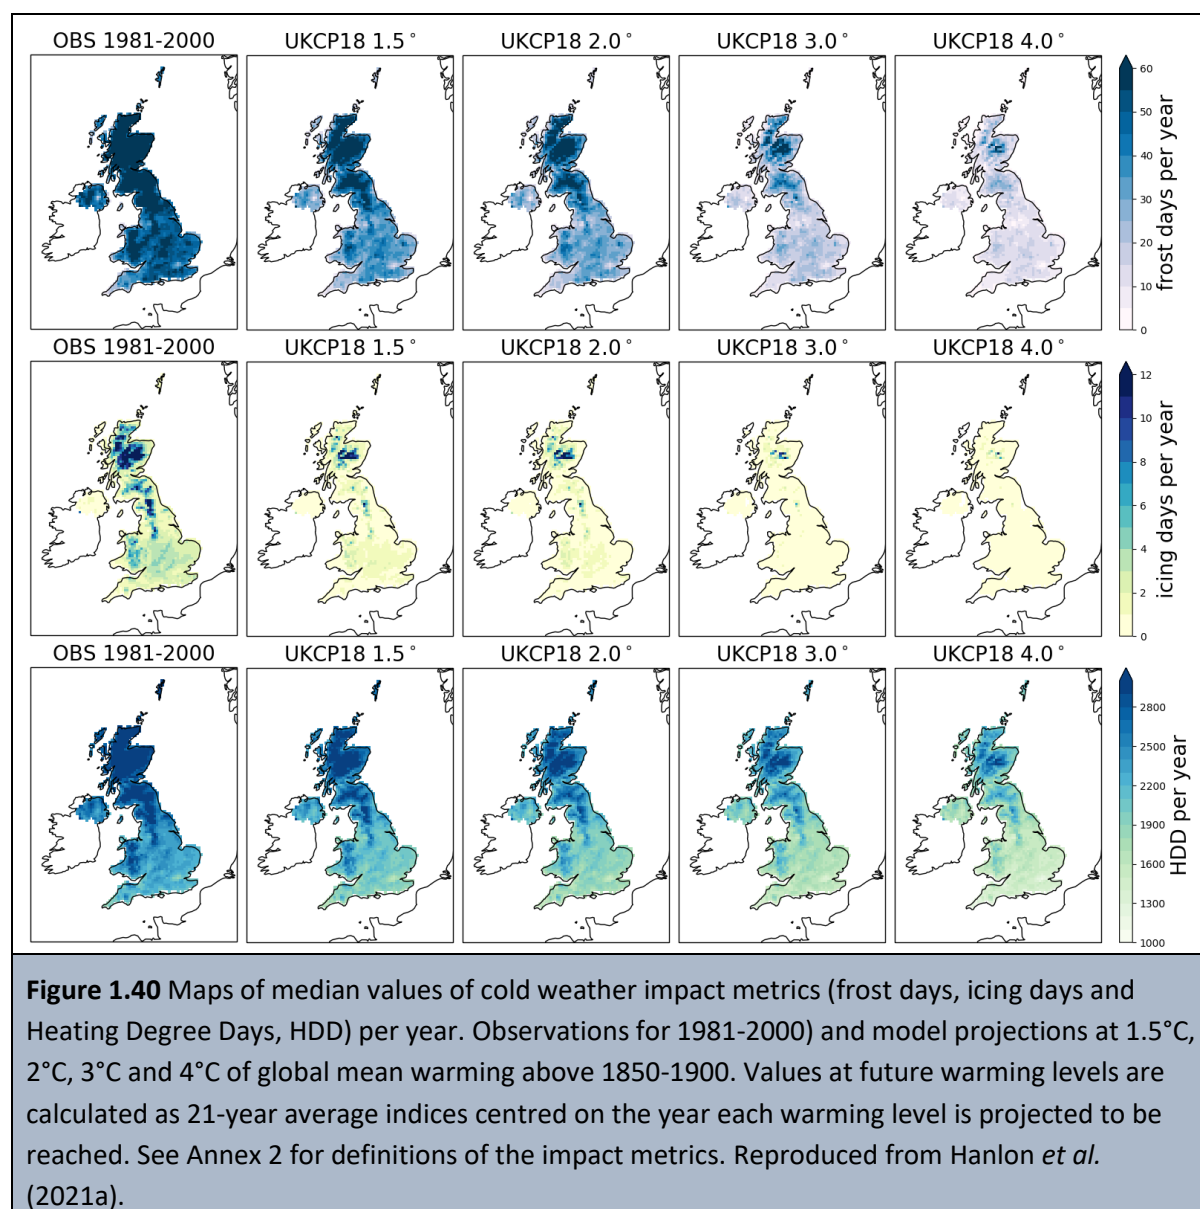 OBS 1981-2000
UKCP18 1.5°
UKCP18 2.0°
UKCP18 3.0°
UKCP18 4.0°
60
50
40
30
20
10
0
frost days per year
OBS 1981-2000
UKCP18 1.5°
UKCP18 2.0°
UKCP18 3.0°
UKCP18 4.0°
12
10
8
6
4
2
0
icing days per year
OBS 1981-2000
UKCP18 1.5°
UKCP18 2.0°
UKCP18 3.0°
UKCP18 4.0°
2800
2500
2200
1900
1600
1300
1000
HDD per year
Figure 1.40 Maps of median values of cold weather impact metrics (frost days, icing days and
Heating Degree Days, HDD) per year. Observations for 1981-2000) and model projections at 1.5°C,
2°C, 3°C and 4°C of global mean warming above 1850-1900. Values at future warming levels are
calculated as 21-year average indices centred on the year each warming level is projected to be
reached. See Annex 2 for definitions of the impact metrics. Reproduced from Hanlon et al.
(2021a).